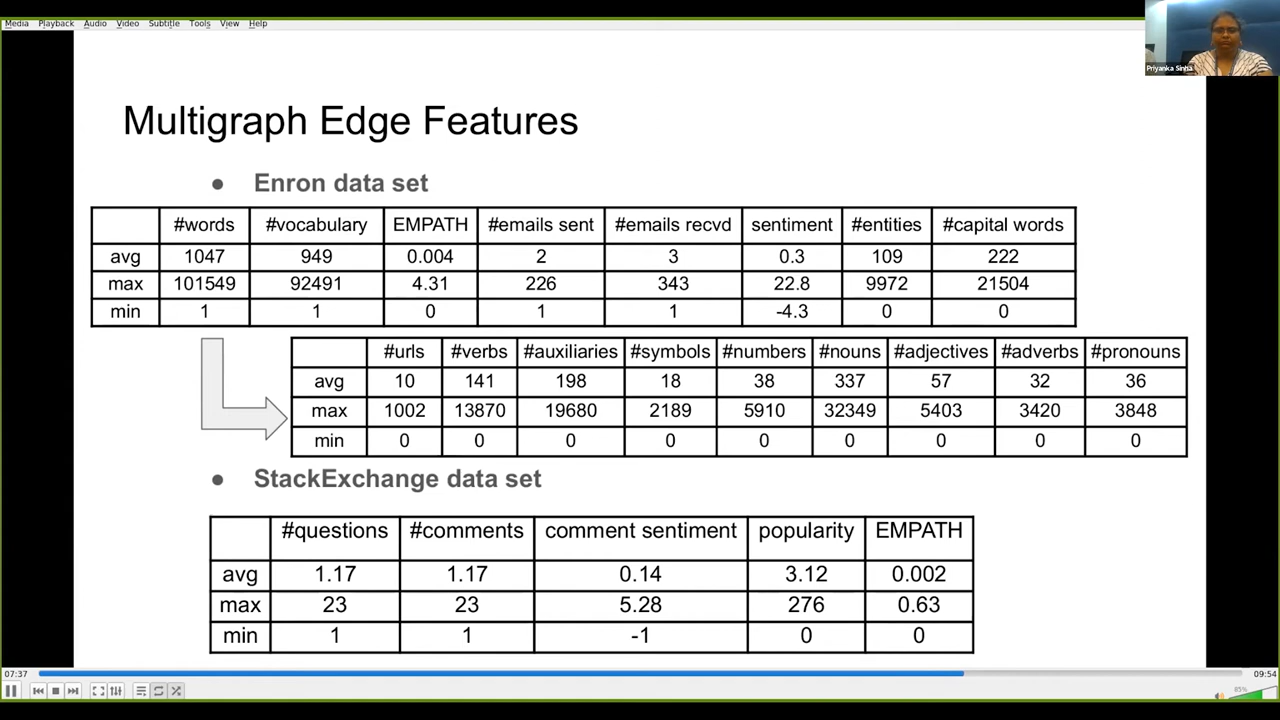 Media Playback Audio Video Subtitle Tools View Help
Priyanka Sinha
Multigraph Edge Features
● Enron data set
#words #vocabulary EMPATH #emails sent #emails recvd sentiment #entities #capital words
avg 1047 949 0.004 2 3 0.3 109 222
max 101549 92491 4.31 226 343 22.8 9972 21504
min 1 1 0 1 1 -4.3 0 0
#urls #verbs #auxiliaries #symbols #numbers #nouns #adjectives #adverbs #pronouns
avg 10 141 198 18 38 337 57 32 36
max 1002 13870 19680 2189 5910 32349 5403 3420 3848
min 0 0 0 0 0 0 0 0 0
● StackExchange data set
#questions #comments comment sentiment popularity EMPATH
avg 1.17 1.17 0.14 3.12 0.002
max 23 23 5.28 276 0.63
min 1 1 -1 0 0
07:37 09:54
85%